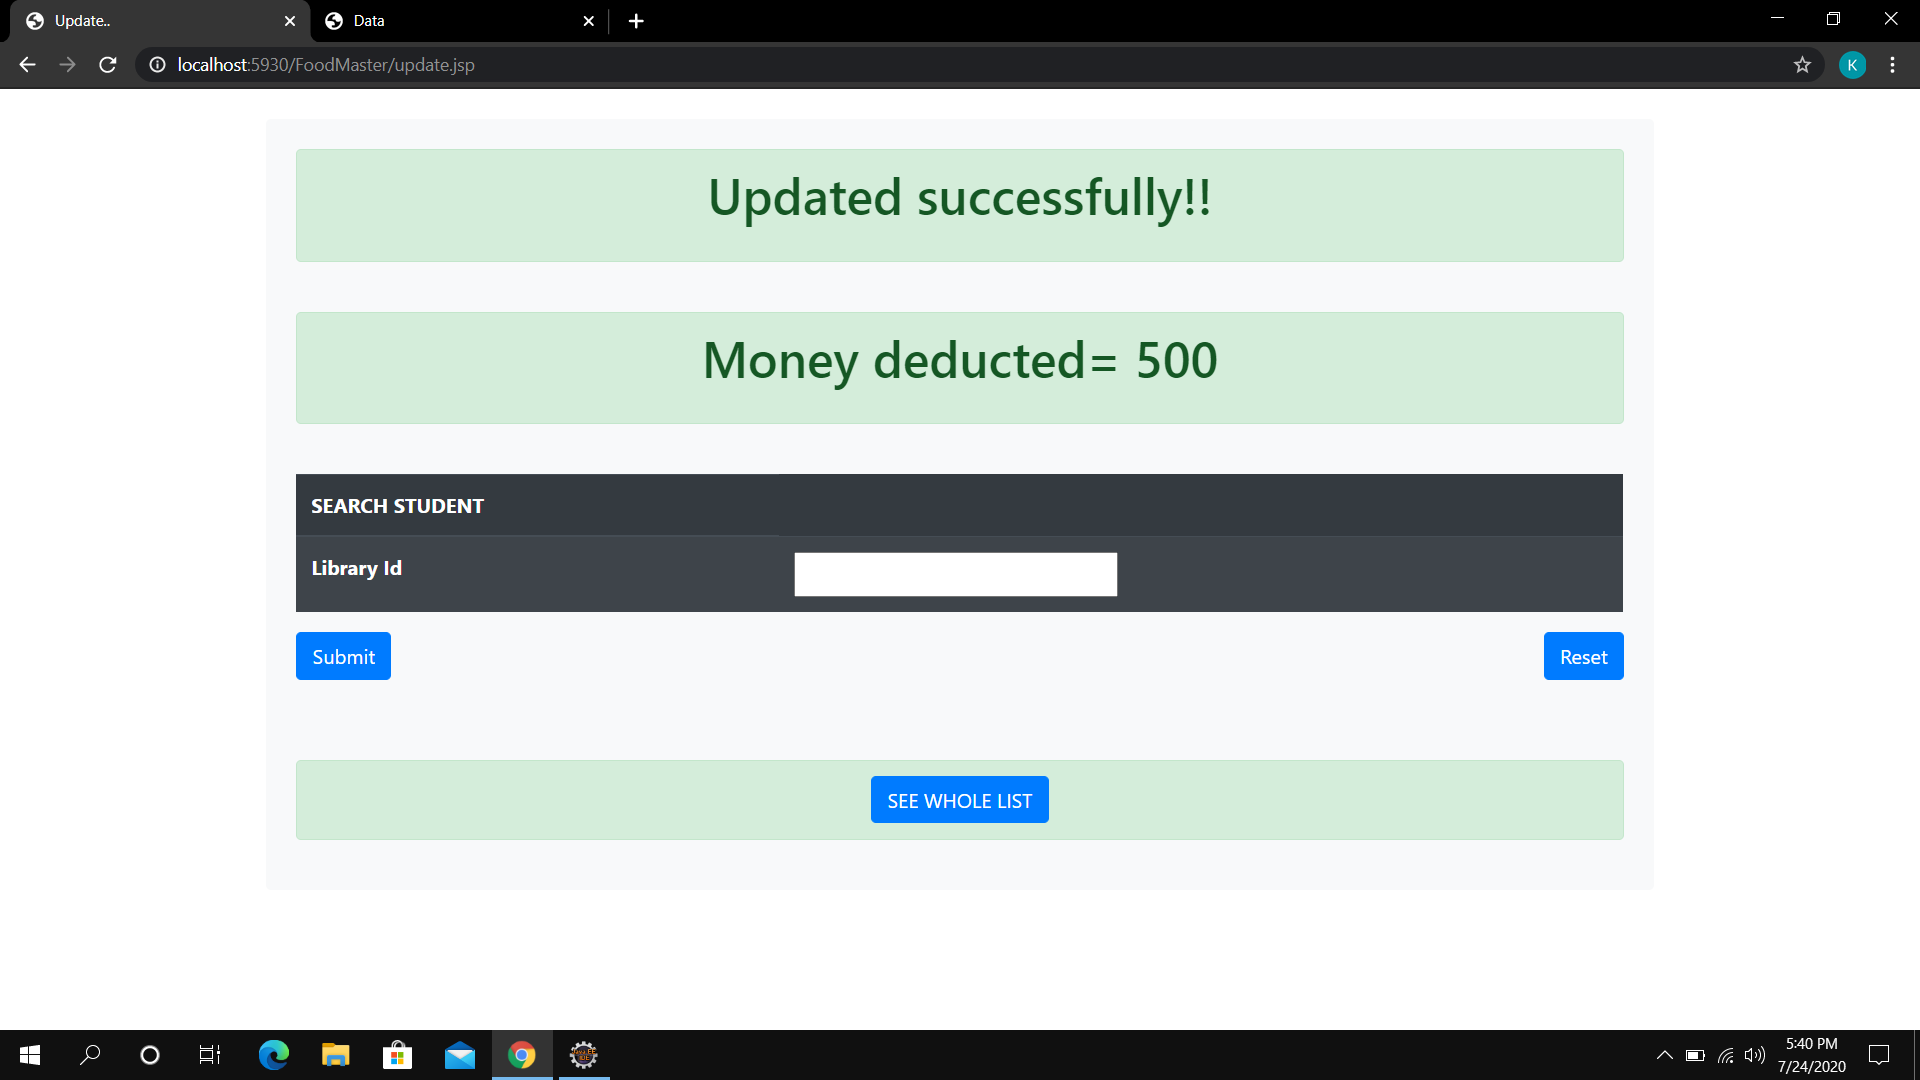 Update..
Data
localhost:5930/FoodMaster/update.jsp
K
Updated successfully!!
Money deducted= 500
SEARCH STUDENT
Library Id
Submit
Reset
SEE WHOLE LIST
5:40 PM
7/24/2020